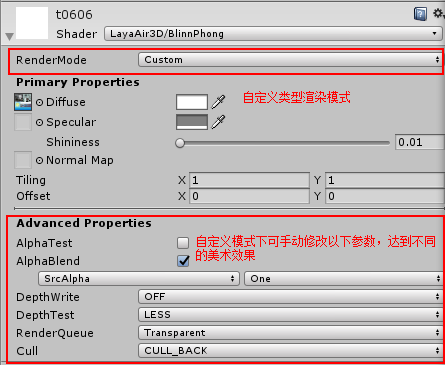 t0606
Shader LayaAir3D/BlinnPhong
RenderMode Custom
Primary Properties
Diffuse
自定义类型渲染模式
Specular
Shininess 0.01
Normal Map
Tiling X 1 Y 1
Offset X 0 Y 0
Advanced Properties
AlphaTest
自定义模式下可手动修改以下参数，达到不同
的美术效果
AlphaBlend
SrcAlpha One
DepthWrite OFF
DepthTest LESS
RenderQueue Transparent
Cull CULL_BACK